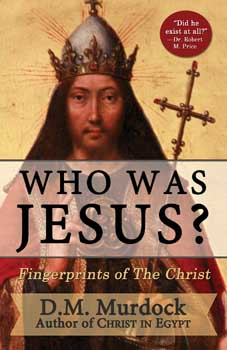 "Did he
exist at all?"
— Dr. Robert
M. Price
WHO WAS
JESUS?
Fingerprints of The Christ
D.M. Murdock
Author of CHRIST IN EGYPT